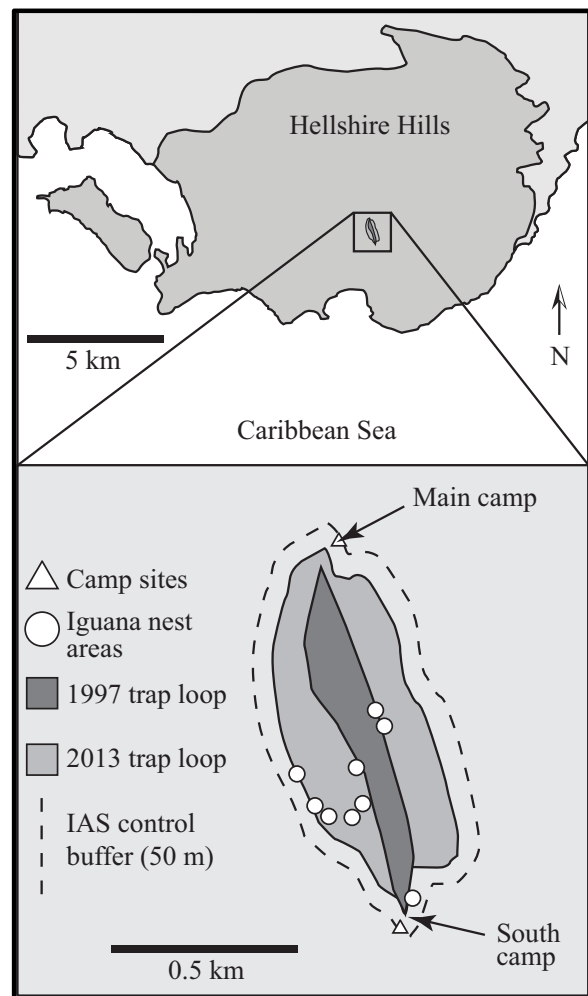 Hellshire Hills
5 km
N
Caribbean Sea
Main camp
Camp sites
Iguana nest
areas
1997 trap loop
2013 trap loop
IAS control
buffer (50 m)
South
camp
0.5 km